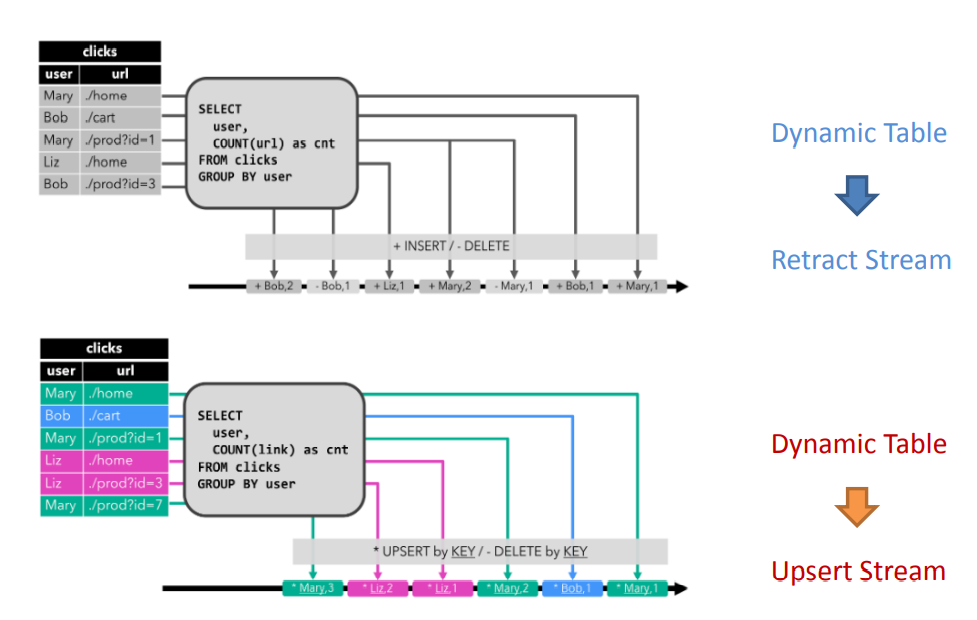 clicks
user url
Mary ./home
Bob ./cart
Mary ./prod?id=1
Liz ./home
Bob ./prod?id=3
SELECT
user,
COUNT(url) as cnt
FROM clicks
GROUP BY user
+ INSERT / - DELETE
+ Bob,2 - Bob,1 + Liz,1 + Mary,2 - Mary,1 + Bob,1 + Mary,1
Dynamic Table
Retract Stream
clicks
user url
Mary ./home
Bob ./cart
Mary ./prod?id=1
Liz ./home
Liz ./prod?id=3
Mary ./prod?id=7
SELECT
user,
COUNT(link) as cnt
FROM clicks
GROUP BY user
* UPSERT by KEY / - DELETE by KEY
* Mary,3 * Liz,2 * Liz,1 * Mary,2 * Bob,1 * Mary,1
Dynamic Table
Upsert Stream